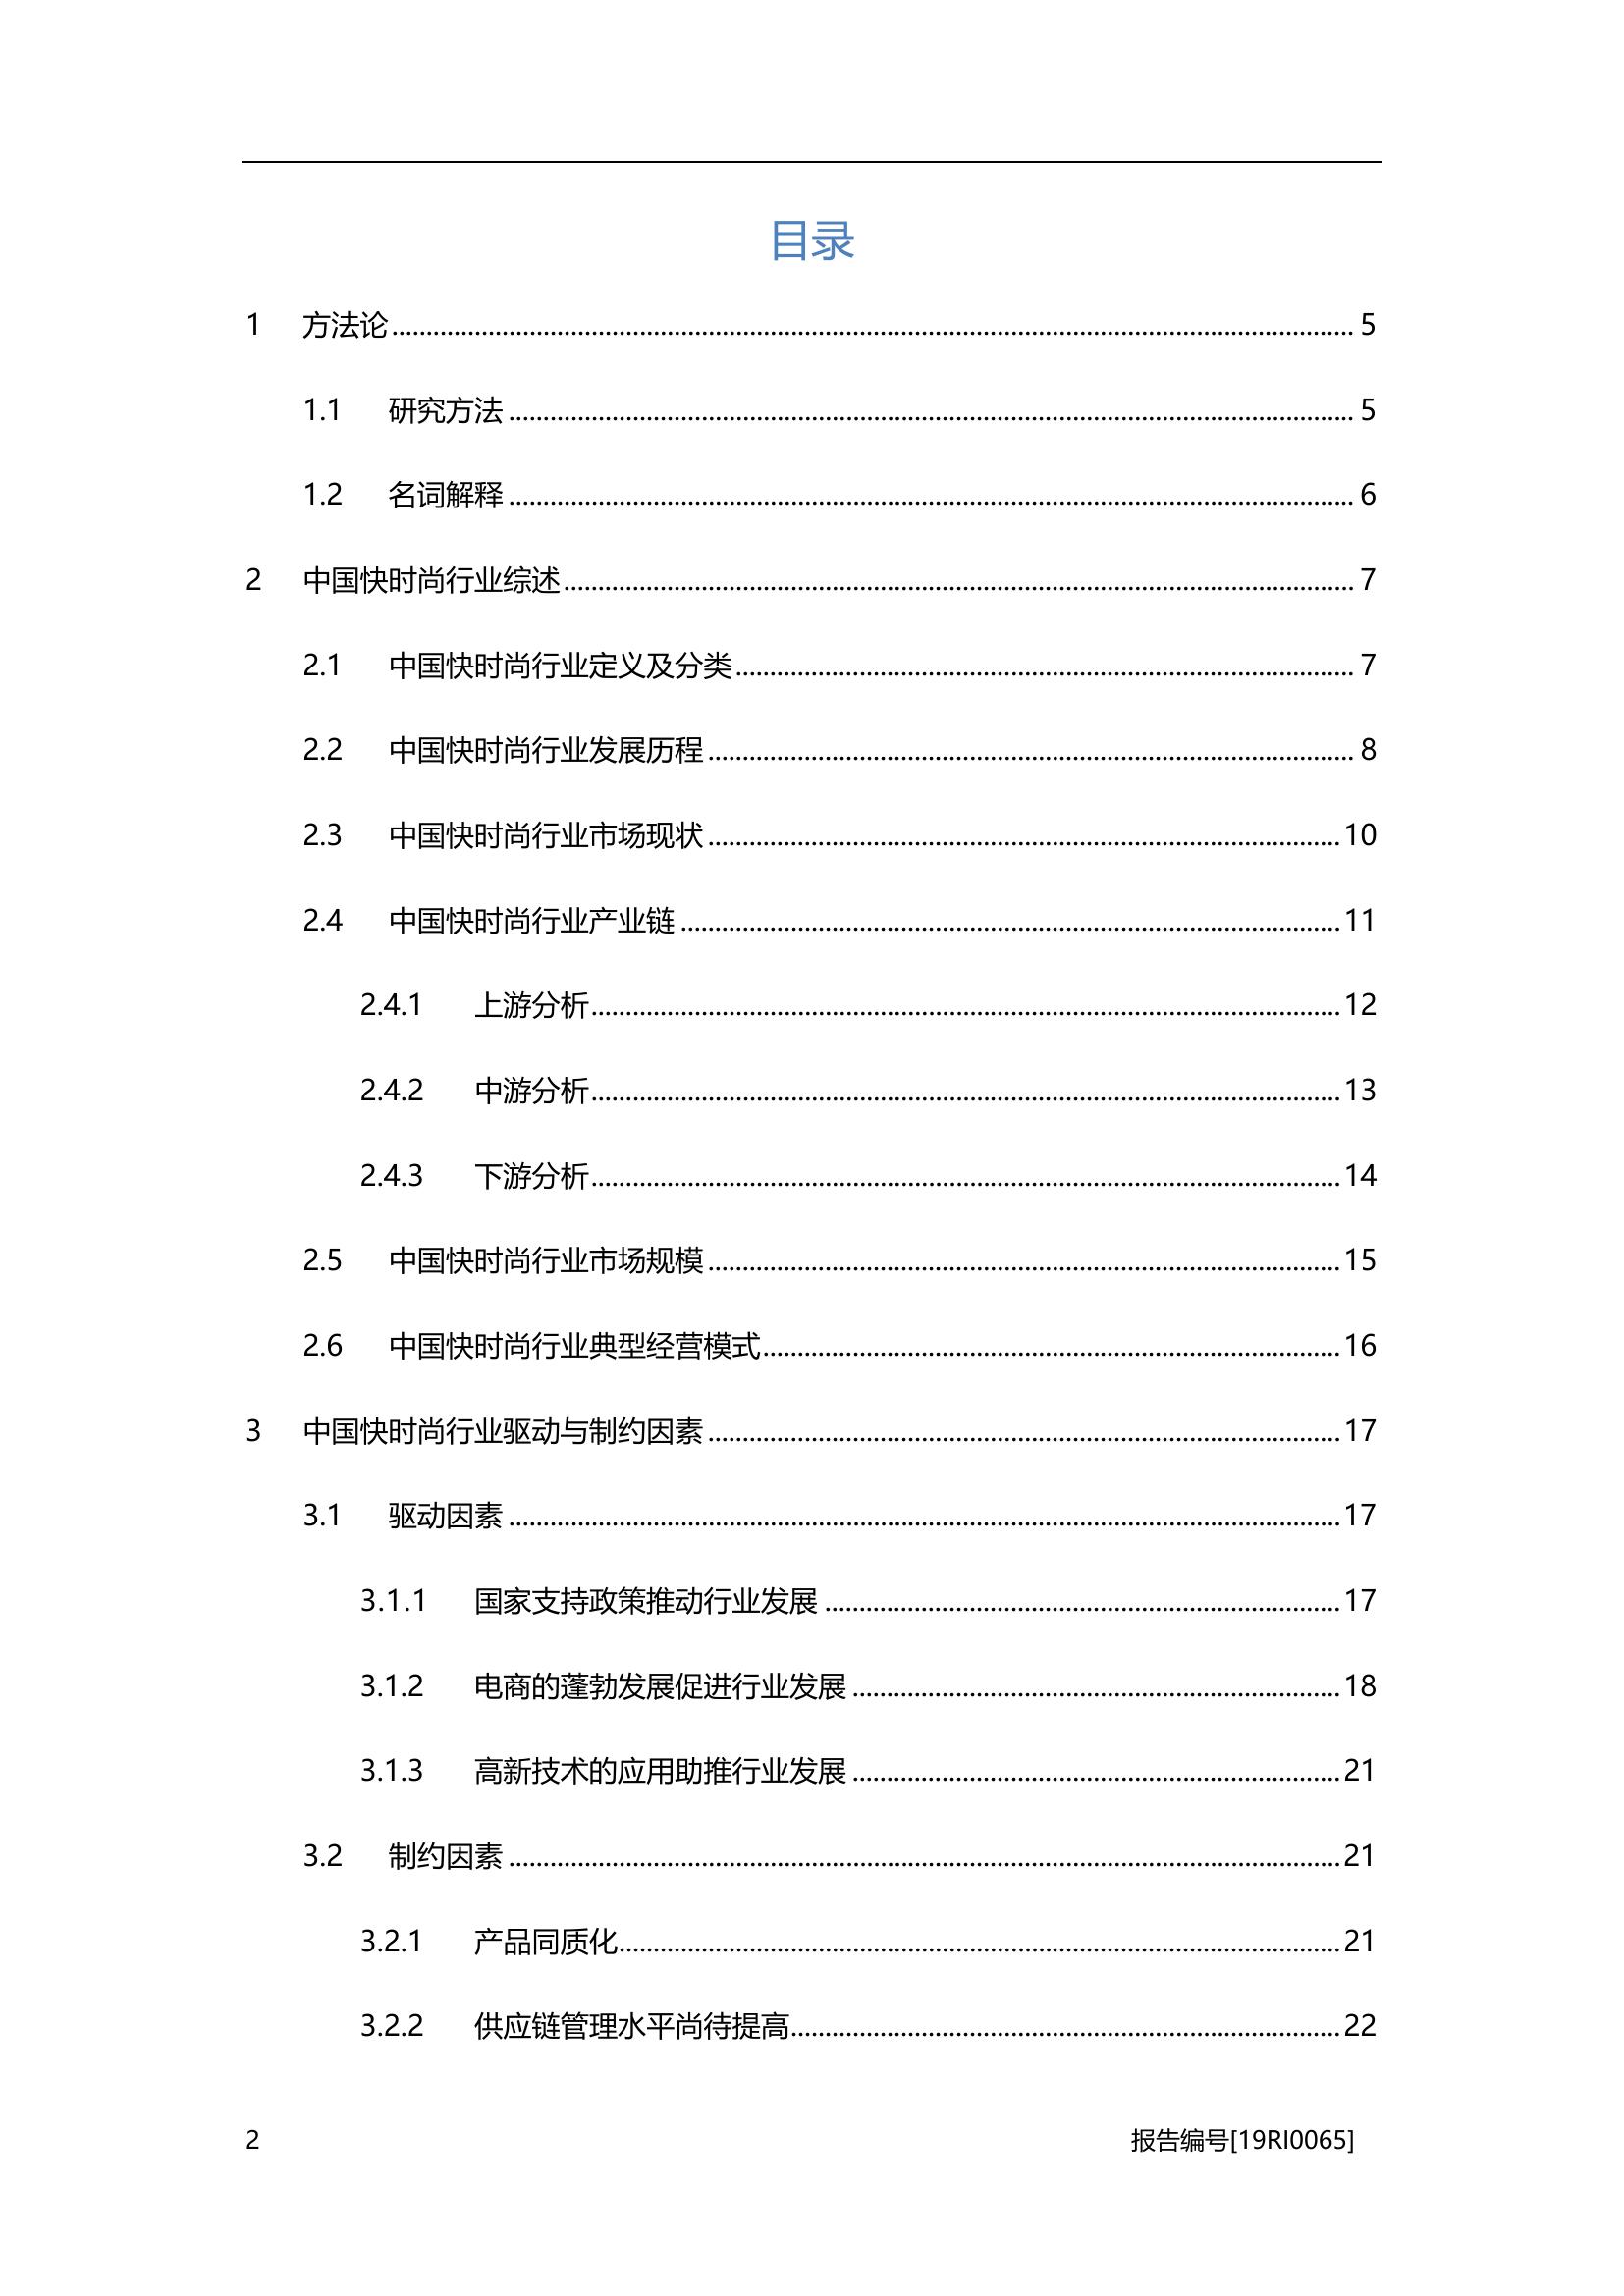 目录
1 方法论 5
1.1 研究方法 5
1.2 名词解释 6
2 中国快时尚行业综述 7
2.1 中国快时尚行业定义及分类 7
2.2 中国快时尚行业发展历程 8
2.3 中国快时尚行业市场现状 10
2.4 中国快时尚行业产业链 11
2.4.1 上游分析 12
2.4.2 中游分析 13
2.4.3 下游分析 14
2.5 中国快时尚行业市场规模 15
2.6 中国快时尚行业典型经营模式 16
3 中国快时尚行业驱动与制约因素 17
3.1 驱动因素 17
3.1.1 国家支持政策推动行业发展 17
3.1.2 电商的蓬勃发展促进行业发展 18
3.1.3 高新技术的应用助推行业发展 21
3.2 制约因素 21
3.2.1 产品同质化 21
3.2.2 供应链管理水平尚待提高 22
2 报告编号[19RI0065]